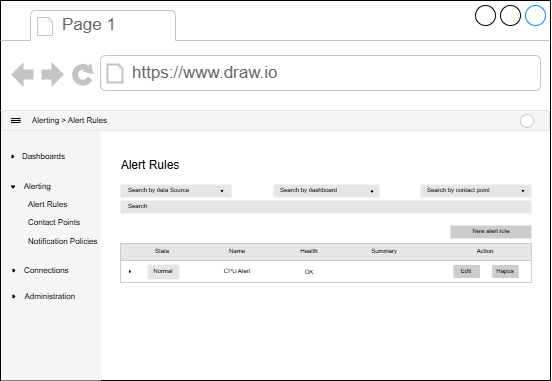 Page 1
https://www.draw.io
Alerting > Alert Rules
Dashboards
Alerting
Alert Rules
Contact Points
Notification Policies
Connections
Administration
Alert Rules
Search by data Source Search by dashboard Search by contact point
Search
New alert rule
State Name Health Summary Action
Normal CPU Alert OK Edit Hapus